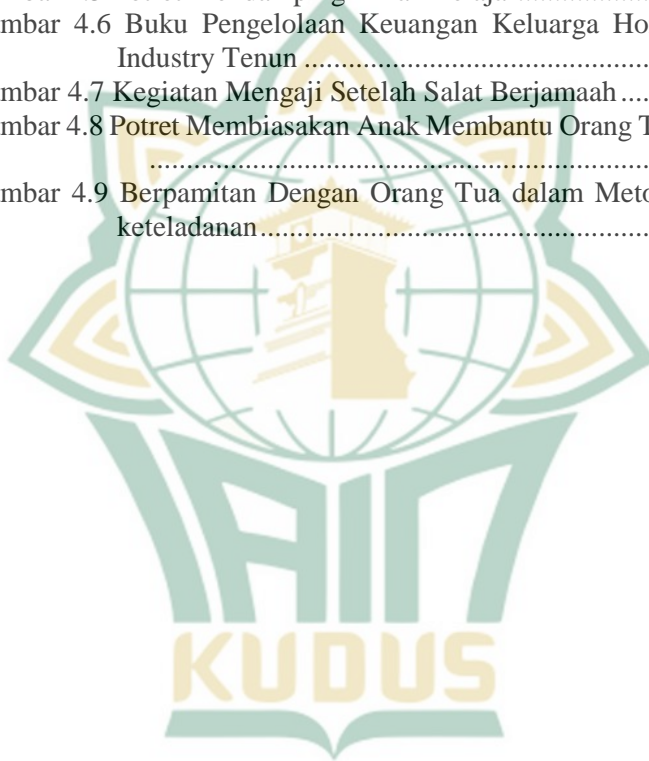 mbar 4.6 Buku Pengelolaan Keuangan Keluarga Ho
Industry Tenun ......................................................
mbar 4.7 Kegiatan Mengaji Setelah Salat Berjamaah ....
mbar 4.8 Potret Membiasakan Anak Membantu Orang T
................................................................................
mbar 4.9 Berpamitan Dengan Orang Tua dalam Meto
keteladanan..............................................................
IAIN
KUDUS